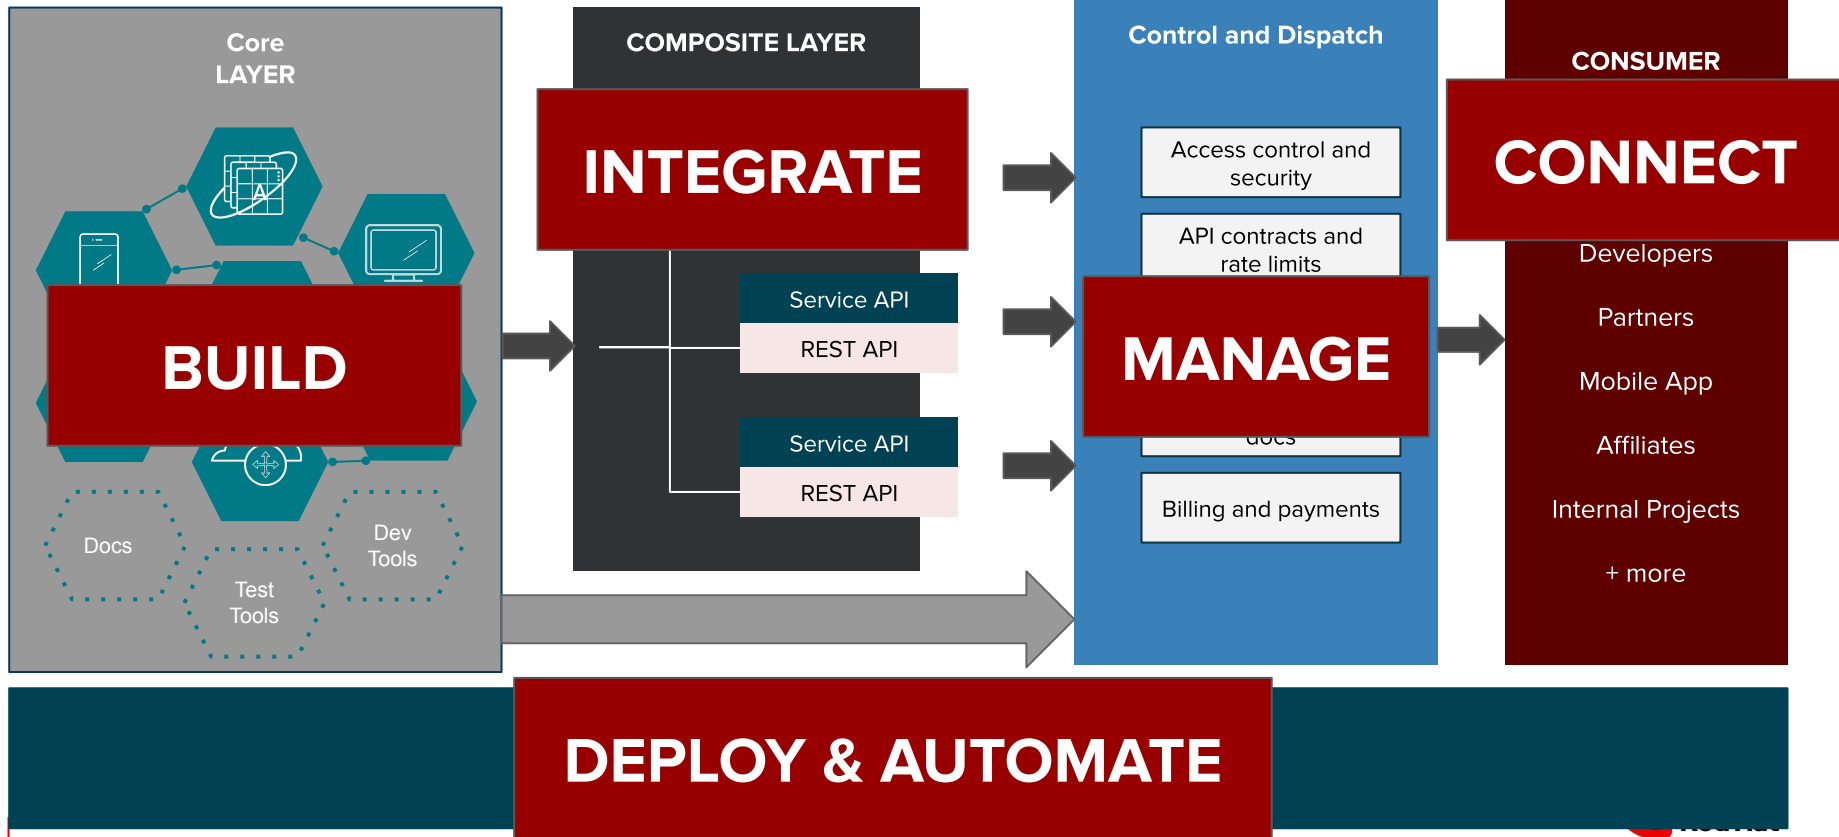 Core
LAYER
BUILD
Docs
Test
Tools
Dev
Tools
COMPOSITE LAYER
INTEGRATE
Service API
REST API
Service API
REST API
Control and Dispatch
Access control and
security
API contracts and
rate limits
MANAGE
docs
Billing and payments
CONSUMER
CONNECT
Developers
Partners
Mobile App
Affiliates
Internal Projects
+ more
DEPLOY & AUTOMATE
A